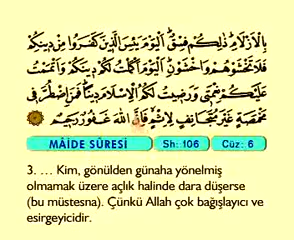 بِالْاَزْلَامِۜ ذٰلِكُمْ فِسْقٌۜ اَلْيَوْمَ يَئِسَ الَّذٖينَ كَفَرُوا مِنْ دٖينِكُمْ
فَلَا تَخْشَوْهُمْ وَاخْشَوْنِۜ اَلْيَوْمَ اَكْمَلْتُ لَكُمْ دٖينَكُمْ وَاَتْمَمْتُ
عَلَيْكُمْ نِعْمَتٖى وَرَضٖيتُ لَكُمُ الْاِسْلَامَ دٖينًاۜ فَمَنِ اضْطُرَّ فٖى
مَخْمَصَةٍ غَيْرَ مُتَجَانِفٍ لِاِثْمٍۙ فَاِنَّ اللّٰهَ غَفُورٌ رَحٖيمٌ
MÂİDE SÛRESİ Sh: 106 Cüz: 6
3. ... Kim, gönülden günaha yönelmiş
olmamak üzere açlık halinde dara düşerse
(bu müstesna). Çünkü Allah çok bağışlayıcı ve
esirgeyicidir.